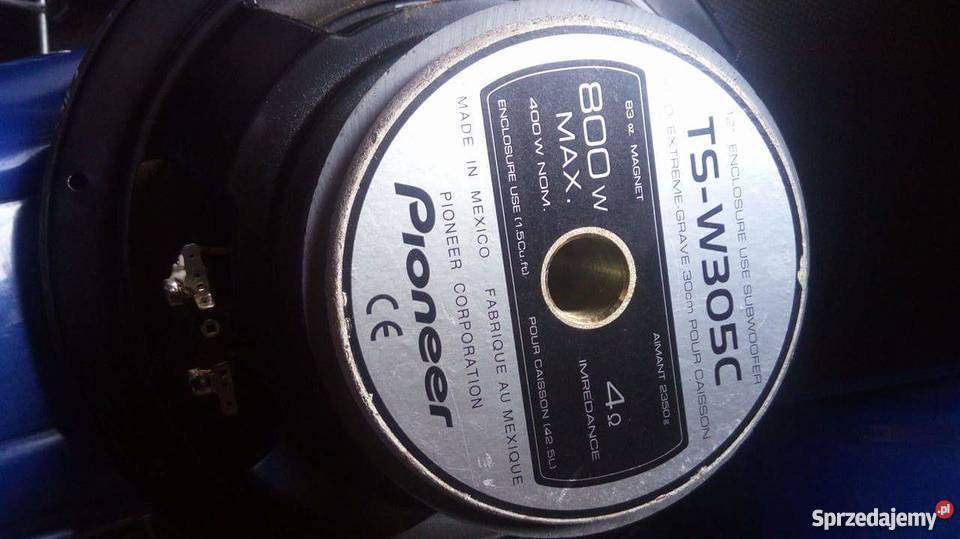 12" ENCLOSURE USE SUBWOOFER
TS-W305C
EXTREME-GRAVE 30cm POUR CAISSON
83 oz. MAGNET
AIMANT 2350g
800 W
MAX.
4Ω
IMPEDANCE
400 W NOM.
ENCLOSURE USE (1.5Cu.ft)
POUR CAISSON (42.5L)
MADE IN MEXICO FABRIQUE AU MEXIQUE
PIONEER CORPORATION
Pioneer
CE
Sprzedajemy.pl